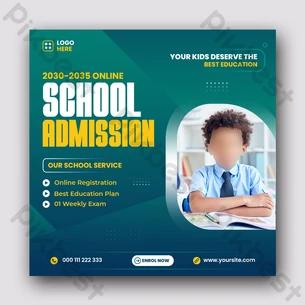 LOGO
HERE
YOUR KIDS DESERVE THE
BEST EDUCATION
2030-2035 ONLINE
SCHOOL
ADMISSION
OUR SCHOOL SERVICE
Online Registration
Best Education Plan
01 Weekly Exam
000 111 222 333
ENROL NOW
www.yoursite.com